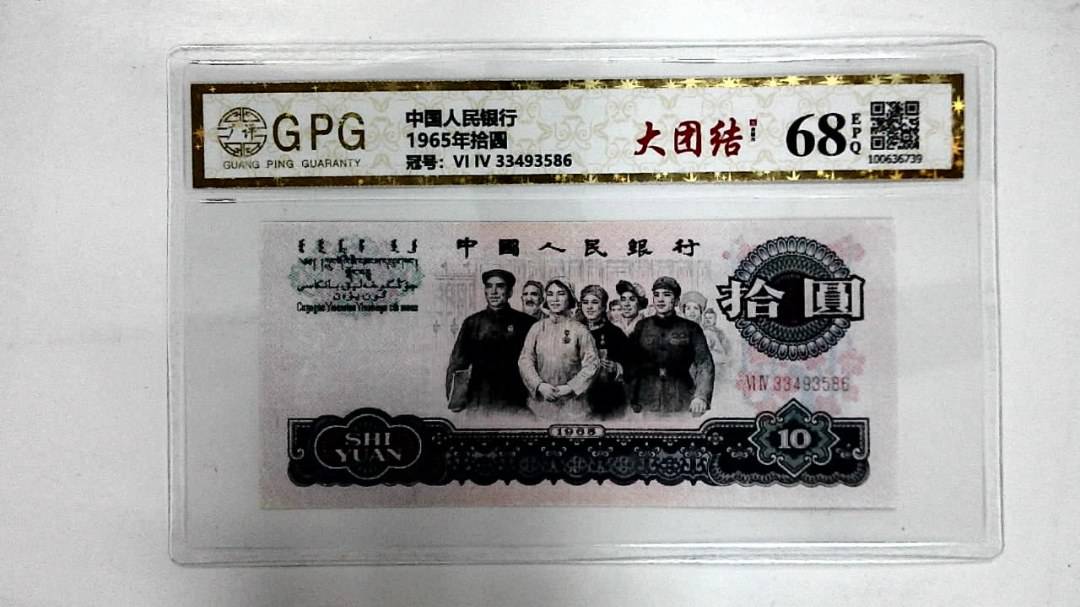 GPG
GUANG PING GUARANTY
中国人民银行
1965年拾圆
冠号: VI IV 33493586
大团结
68
EPQ
100636739
中國人民銀行
拾圓
VI IV 33493586
1965
SHI
YUAN
10